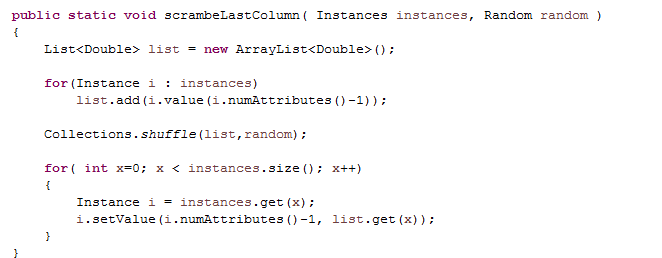 public static void scrambeLastColumn( Instances instances, Random random )
{
    List<Double> list = new ArrayList<Double>();
    for(Instance i : instances)
        list.add(i.value(i.numAttributes()-1));
    Collections.shuffle(list,random);
    for( int x=0; x < instances.size(); x++)
    {
        Instance i = instances.get(x);
        i.setValue(i.numAttributes()-1, list.get(x));
    }
}